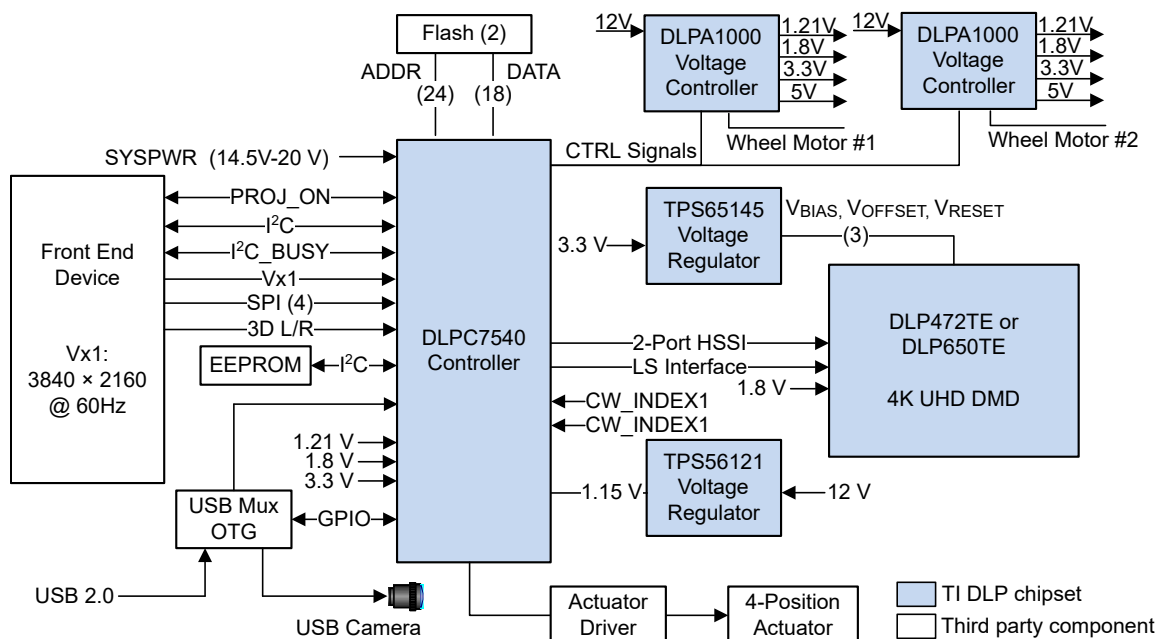 Flash (2)
ADDR
(24)
DATA
(18)
12V
DLPA1000
Voltage
Controller
1.21V
1.8V
3.3V
5V
Wheel Motor #1
12V
DLPA1000
Voltage
Controller
1.21V
1.8V
3.3V
5V
Wheel Motor #2
CTRL Signals
SYSPWR (14.5V-20 V)
Front End
Device
Vx1:
3840 × 2160
@ 60Hz
PROJ_ON
I²C
I²C_BUSY
Vx1
SPI (4)
3D L/R
EEPROM
I²C
DLPC7540
Controller
3.3 V
TPS65145
Voltage
Regulator
VBIAS, VOFFSET, VRESET
(3)
2-Port HSSI
LS Interface
1.8 V
DLP472TE or
DLP650TE
4K UHD DMD
CW_INDEX1
CW_INDEX1
1.21 V
1.8 V
3.3 V
1.15 V
TPS56121
Voltage
Regulator
12 V
USB Mux
OTG
GPIO
USB 2.0
USB Camera
Actuator
Driver
4-Position
Actuator
TI DLP chipset
Third party component